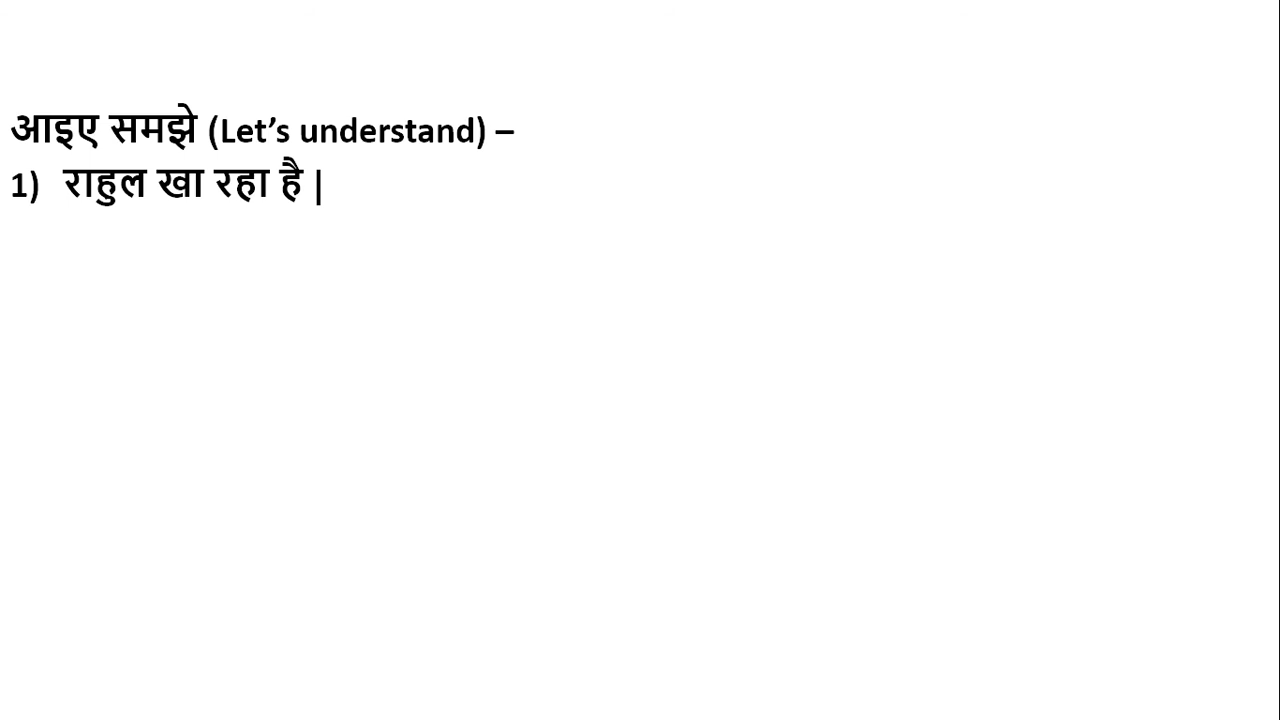 आइए समझे (Let’s understand) –
1) राहुल खा रहा है |